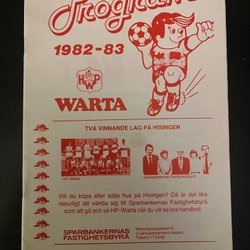 Program
1982-83
HP
WARTA
TVÅ VINNANDE LAG PÅ HISINGEN
HP-Warta
Sparbankernas Fastighetsbyrå
Vill du köpa eller sälja hus på Hisingen? Då är det lika
naturligt att vända sig till Sparbankernas Fastighetsbyrå
som att gå och se HP-Warta när du vill se bra handboll
SPARBANKERNAS
FASTIGHETSBYRÅ